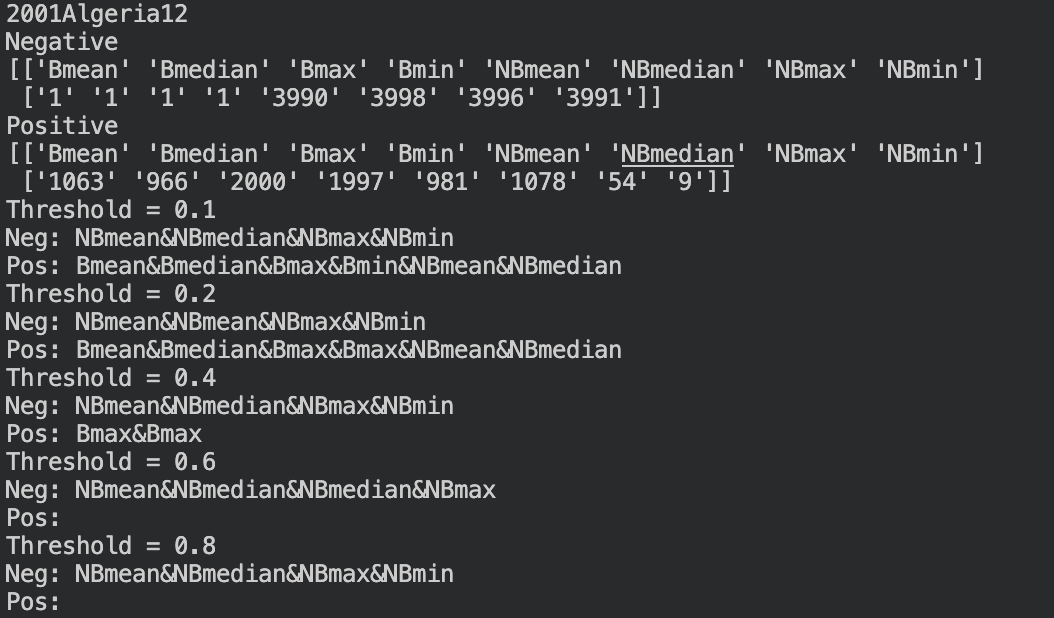 2001Algeria12
Negative
[['Bmean' 'Bmedian' 'Bmax' 'Bmin' 'NBmean' 'NBmedian' 'NBmax' 'NBmin']
['1' '1' '1' '1' '3990' '3998' '3996' '3991']]
Positive
[['Bmean' 'Bmedian' 'Bmax' 'Bmin' 'NBmean' 'NBmedian' 'NBmax' 'NBmin']
['1063' '966' '2000' '1997' '981' '1078' '54' '9']]
Threshold = 0.1
Neg: NBmean&NBmedian&NBmax&NBmin
Pos: Bmean&Bmedian&Bmax&Bmin&NBmean&NBmedian
Threshold = 0.2
Neg: NBmean&NBmean&NBmax&NBmin
Pos: Bmean&Bmedian&Bmax&Bmax&NBmean&NBmedian
Threshold = 0.4
Neg: NBmean&NBmedian&NBmax&NBmin
Pos: Bmax&Bmax
Threshold = 0.6
Neg: NBmean&NBmedian&NBmedian&NBmax
Pos:
Threshold = 0.8
Neg: NBmean&NBmedian&NBmax&NBmin
Pos: